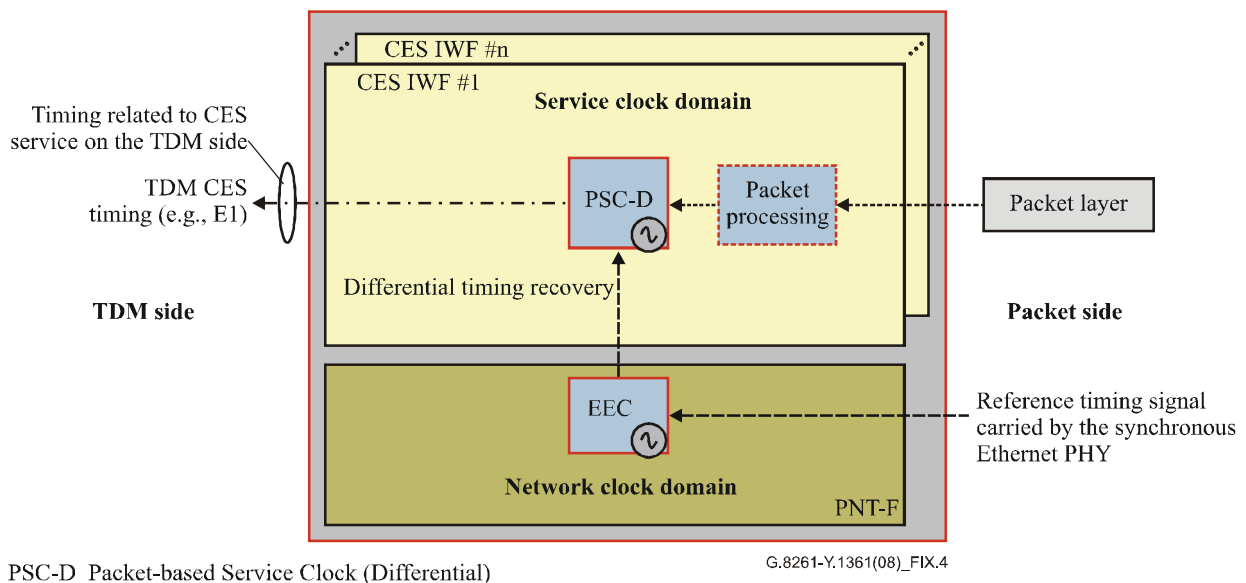 CES IWF #n
CES IWF #1
Service clock domain
Timing related to CES
service on the TDM side
TDM CES
timing (e.g., E1)
PSC-D
Packet
processing
Packet layer
Differential timing recovery
TDM side
Packet side
EEC
Reference timing signal
carried by the synchronous
Ethernet PHY
Network clock domain
PNT-F
PSC-D Packet-based Service Clock (Differential)
G.8261-Y.1361(08)_FIX.4